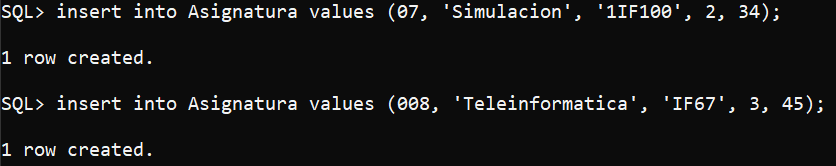 SQL> insert into Asignatura values (07, 'Simulacion', '1IF100', 2, 34);
1 row created.
SQL> insert into Asignatura values (008, 'Teleinformatica', 'IF67', 3, 45);
1 row created.